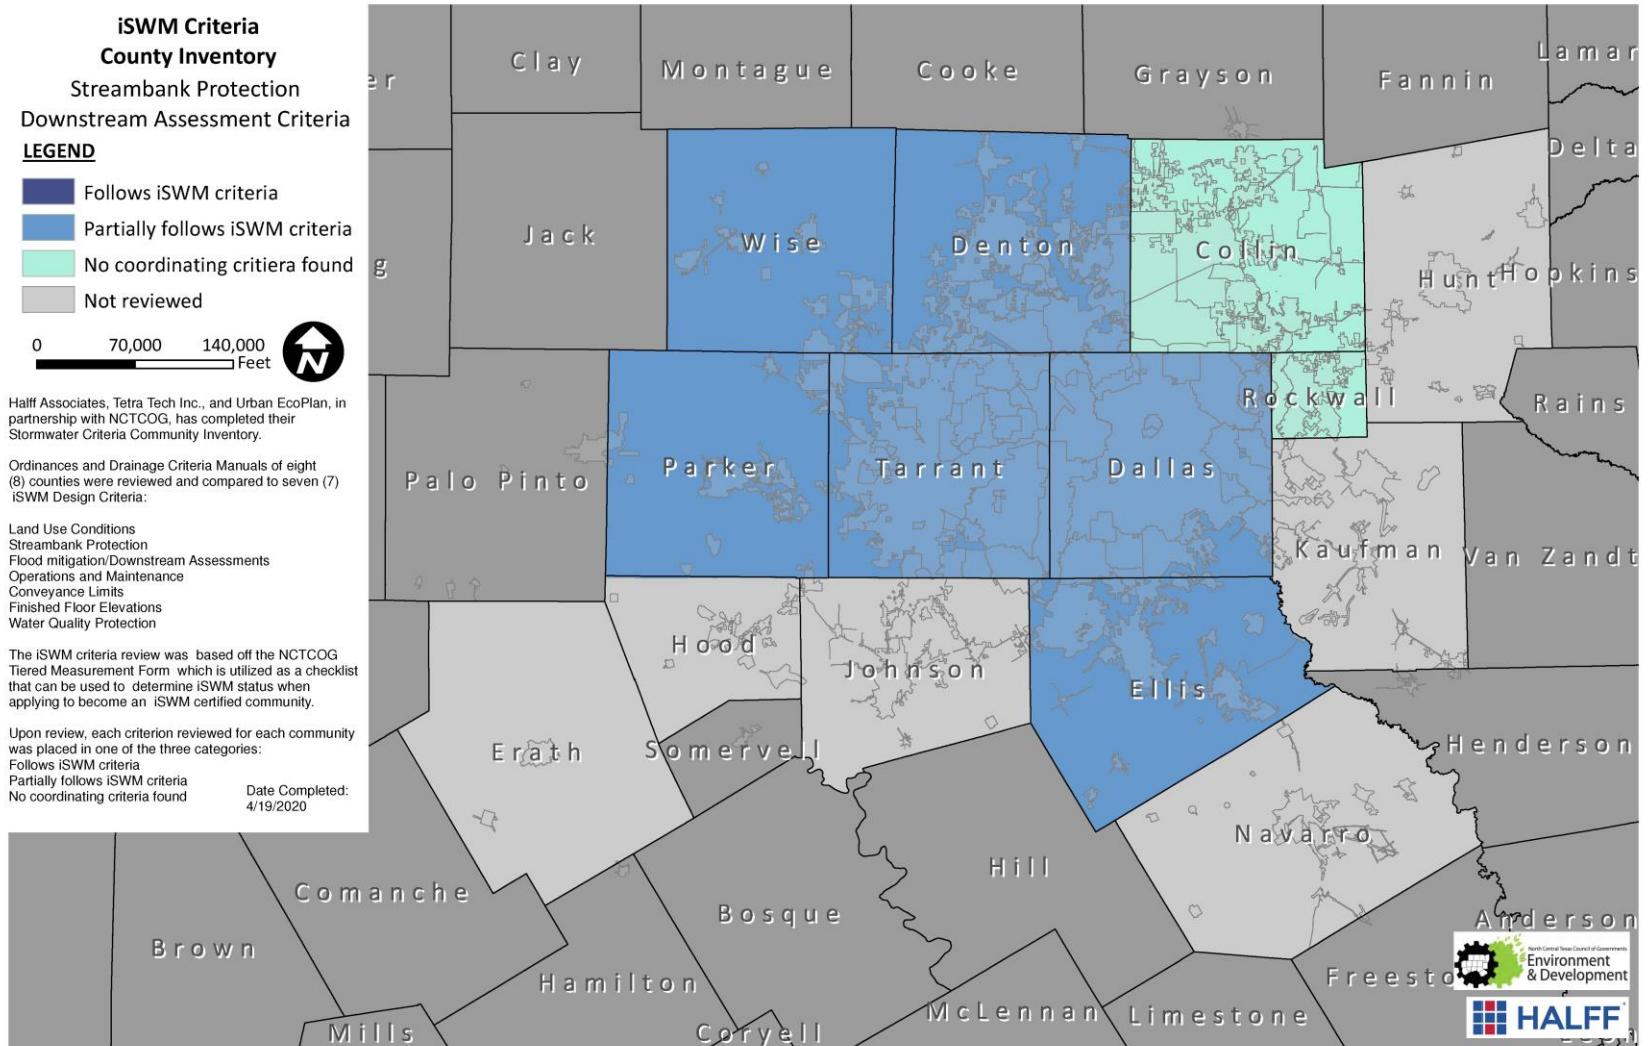 iSWM Criteria
County Inventory
Streambank Protection
Downstream Assessment Criteria
LEGEND
Follows iSWM criteria
Partially follows iSWM criteria
No coordinating critiera found
Not reviewed
0 70,000 140,000
Feet
N
Halff Associates, Tetra Tech Inc., and Urban EcoPlan, in
partnership with NCTCOG, has completed their
Stormwater Criteria Community Inventory.
Ordinances and Drainage Criteria Manuals of eight
(8) counties were reviewed and compared to seven (7)
iSWM Design Criteria:
Land Use Conditions
Streambank Protection
Flood mitigation/Downstream Assessments
Operations and Maintenance
Conveyance Limits
Finished Floor Elevations
Water Quality Protection
The iSWM criteria review was based off the NCTCOG
Tiered Measurement Form which is utilized as a checklist
that can be used to determine iSWM status when
applying to become an iSWM certified community.
Upon review, each criterion reviewed for each community
was placed in one of the three categories:
Follows iSWM criteria
Partially follows iSWM criteria
No coordinating criteria found
Date Completed:
4/19/2020
er
Clay
Montague
Cooke
Grayson
Fannin
Lamar
Delta
g
Jack
Wise
Denton
Collin
Hunt
Hopkins
Rockwall
Rains
Palo Pinto
Parker
Tarrant
Dallas
Kaufman
Van Zandt
Hood
Johnson
Ellis
Erath
Somervell
Henderson
Navarro
Hill
Comanche
Bosque
Brown
Hamilton
Anderson
Freesto
McLennan
Limestone
Mills
Coryell
North Central Texas Council of Governments
Environment
& Development
HALFF